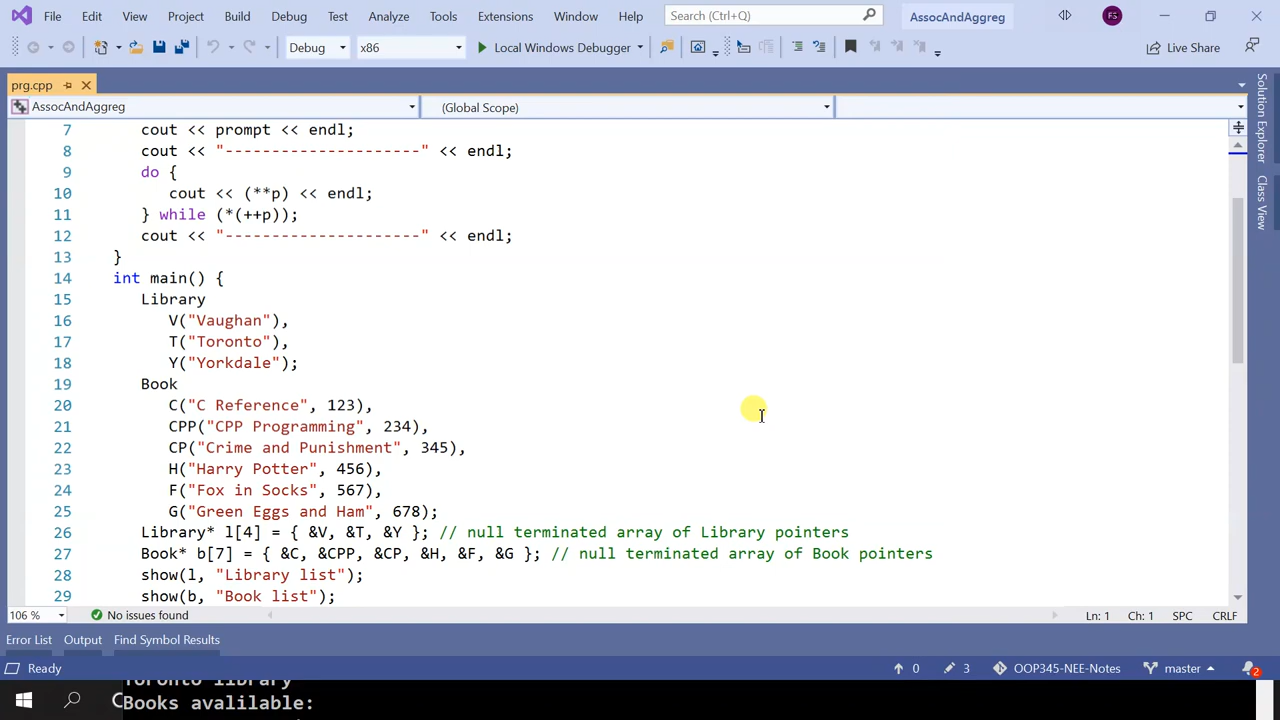 File Edit View Project Build Debug Test Analyze Tools Extensions Window Help Search (Ctrl+Q) AssocAndAggreg FS
Debug x86 Local Windows Debugger Live Share
prg.cpp
AssocAndAggreg (Global Scope)
7 cout << prompt << endl;
8 cout << "---------------------" << endl;
9 do {
10 cout << (**p) << endl;
11 } while (*(++p));
12 cout << "---------------------" << endl;
13 }
14 int main() {
15 Library
16 V("Vaughan"),
17 T("Toronto"),
18 Y("Yorkdale");
19 Book
20 C("C Reference", 123),
21 CPP("CPP Programming", 234),
22 CP("Crime and Punishment", 345),
23 H("Harry Potter", 456),
24 F("Fox in Socks", 567),
25 G("Green Eggs and Ham", 678);
26 Library* l[4] = { &V, &T, &Y }; // null terminated array of Library pointers
27 Book* b[7] = { &C, &CPP, &CP, &H, &F, &G }; // null terminated array of Book pointers
28 show(l, "Library list");
29 show(b, "Book list");
Solution Explorer
Class View
106 % No issues found Ln: 1 Ch: 1 SPC CRLF
Error List Output Find Symbol Results
Ready 0 3 OOP345-NEE-Notes master 2
Toronto library
Books avalilable: